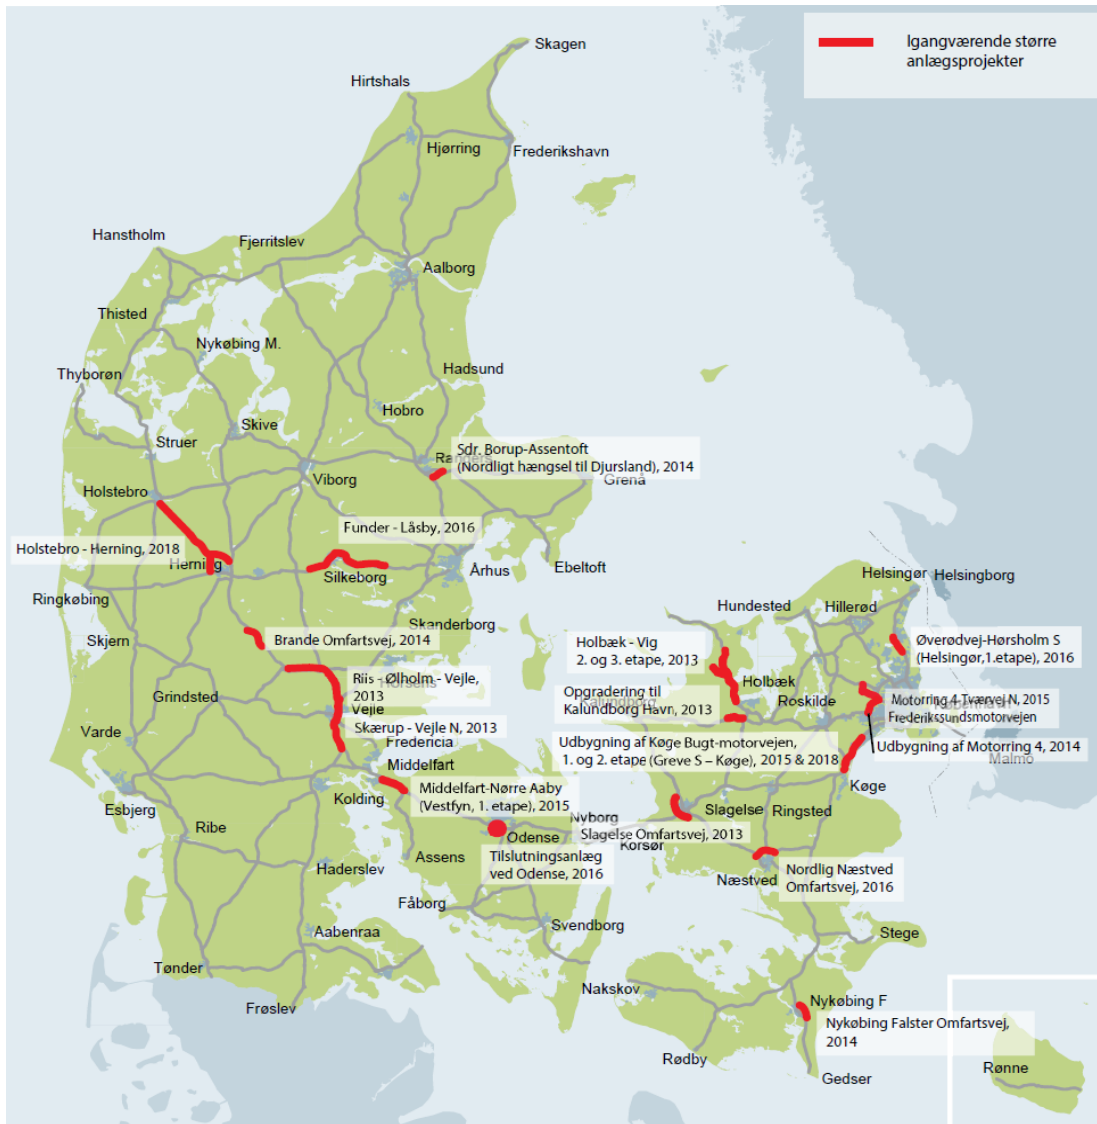 Igangværende større
anlægsprojekter
Skagen
Hirtshals
Hjørring
Frederikshavn
Hanstholm
Fjerritslev
Aalborg
Thisted
Nykøbing M.
Thyborøn
Hadsund
Hobro
Skive
Struer
Sdr. Borup-Assentoft
(Nordligt hængsel til Djursland), 2014
Randers
Grenå
Viborg
Holstebro
Funder - Låsby, 2016
Holstebro - Herning, 2018
Herning
Silkeborg
Århus
Ebeltoft
Helsingør
Helsingborg
Ringkøbing
Hundested
Hillerød
Skanderborg
Skjern
Brande Omfartsvej, 2014
Holbæk - Vig
2. og 3. etape, 2013
Øverødvej-Hørsholm S
(Helsingør,1.etape), 2016
Riis - Ølholm - Vejle,
2013
Horsens
Holbæk
Grindsted
Opgradering til
Kalundborg Havn, 2013
Kalundborg
Roskilde
Motorring 4-Tværvej N, 2015
Frederikssundsmotorvejen
København
Vejle
Skærup - Vejle N, 2013
Varde
Fredericia
Udbygning af Køge Bugt-motorvejen,
1. og 2. etape (Greve S – Køge), 2015 & 2018
Udbygning af Motorring 4, 2014
Malmö
Middelfart
Køge
Esbjerg
Kolding
Middelfart-Nørre Aaby
(Vestfyn, 1. etape), 2015
Slagelse
Ringsted
Nyborg
Ribe
Odense
Slagelse Omfartsvej, 2013
Korsør
Assens
Tilslutningsanlæg
ved Odense, 2016
Haderslev
Næstved
Nordlig Næstved
Omfartsvej, 2016
Fåborg
Svendborg
Aabenraa
Stege
Tønder
Nakskov
Frøslev
Nykøbing F
Nykøbing Falster Omfartsvej,
2014
Rødby
Gedser
Rønne